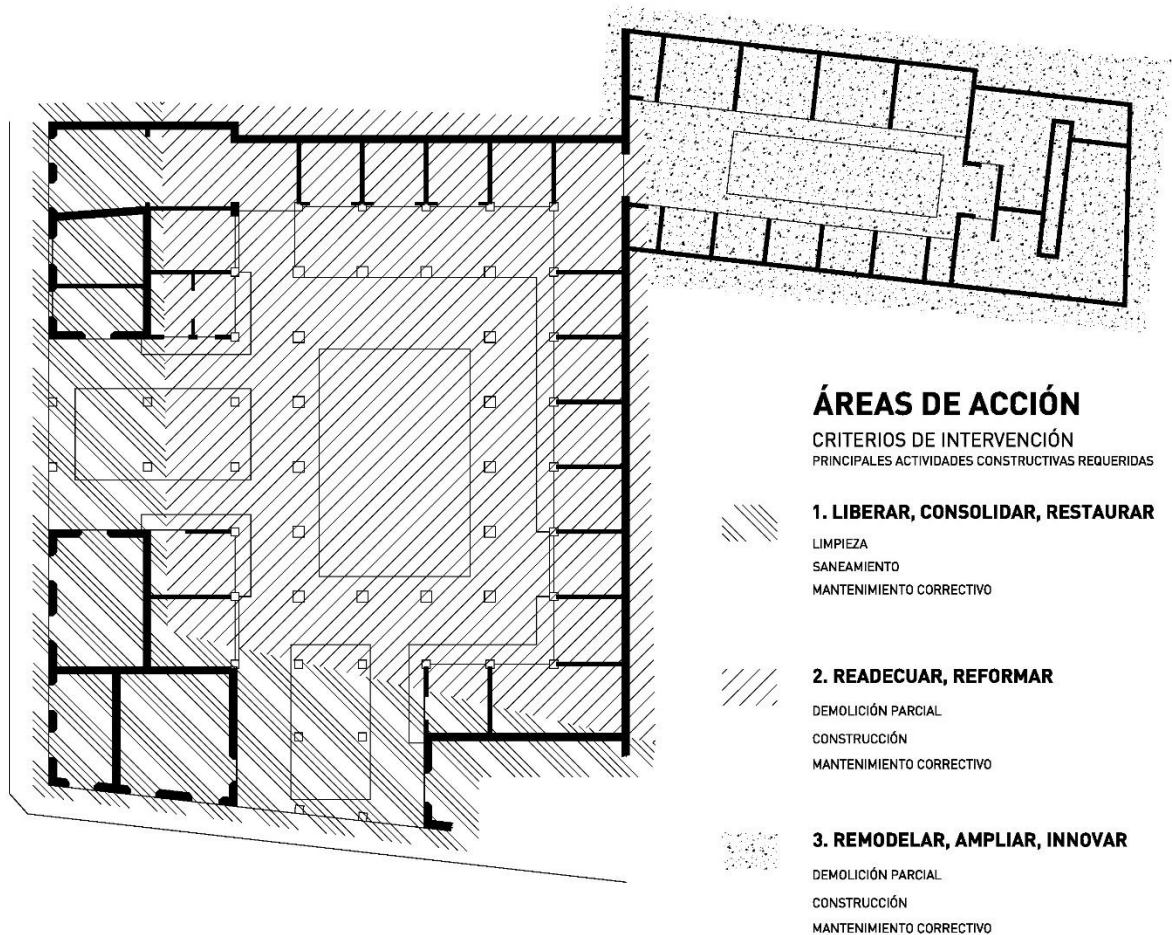 ÁREAS DE ACCIÓN
CRITERIOS DE INTERVENCIÓN
PRINCIPALES ACTIVIDADES CONSTRUCTIVAS REQUERIDAS
1. LIBERAR, CONSOLIDAR, RESTAURAR
LIMPIEZA
SANEAMIENTO
MANTENIMIENTO CORRECTIVO
2. READECUAR, REFORMAR
DEMOLICIÓN PARCIAL
CONSTRUCCIÓN
MANTENIMIENTO CORRECTIVO
3. REMODELAR, AMPLIAR, INNOVAR
DEMOLICIÓN PARCIAL
CONSTRUCCIÓN
MANTENIMIENTO CORRECTIVO